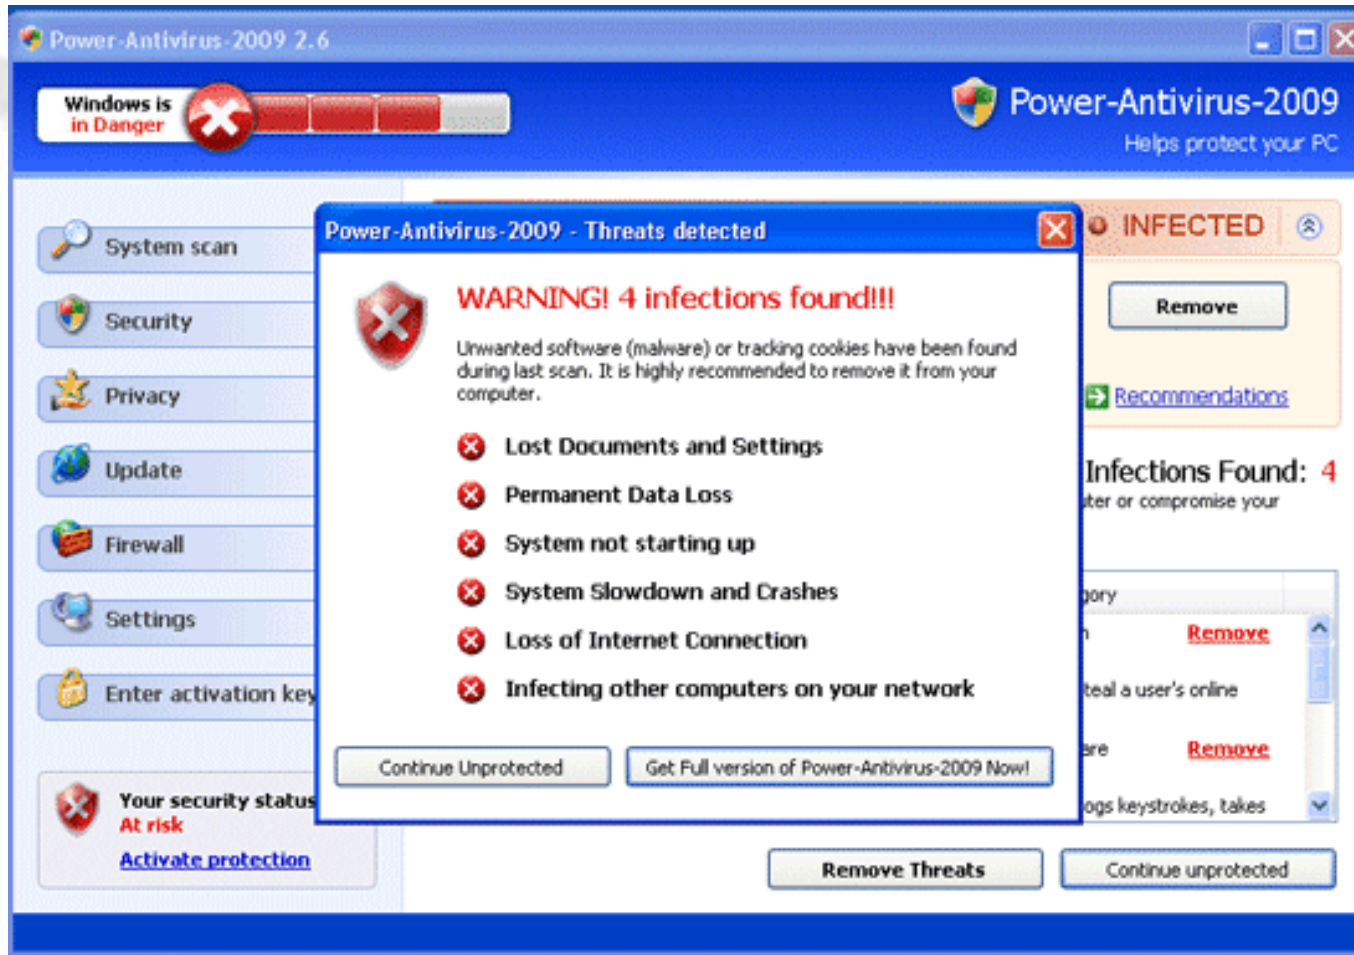 Power-Antivirus-2009 2.6
Windows is
in Danger
Power-Antivirus-2009
Helps protect your PC
System scan
Security
Privacy
Update
Firewall
Settings
Enter activation key
Your security status
At risk
Activate protection
Power-Antivirus-2009 - Threats detected
WARNING! 4 infections found!!!
Unwanted software (malware) or tracking cookies have been found
during last scan. It is highly recommended to remove it from your
computer.
Lost Documents and Settings
Permanent Data Loss
System not starting up
System Slowdown and Crashes
Loss of Internet Connection
Infecting other computers on your network
Continue Unprotected
Get Full version of Power-Antivirus-2009 Now!
INFECTED
Remove
Recommendations
Infections Found: 4
or compromise your
Remove
a user's online
Remove
keystrokes, takes
Remove Threats
Continue unprotected